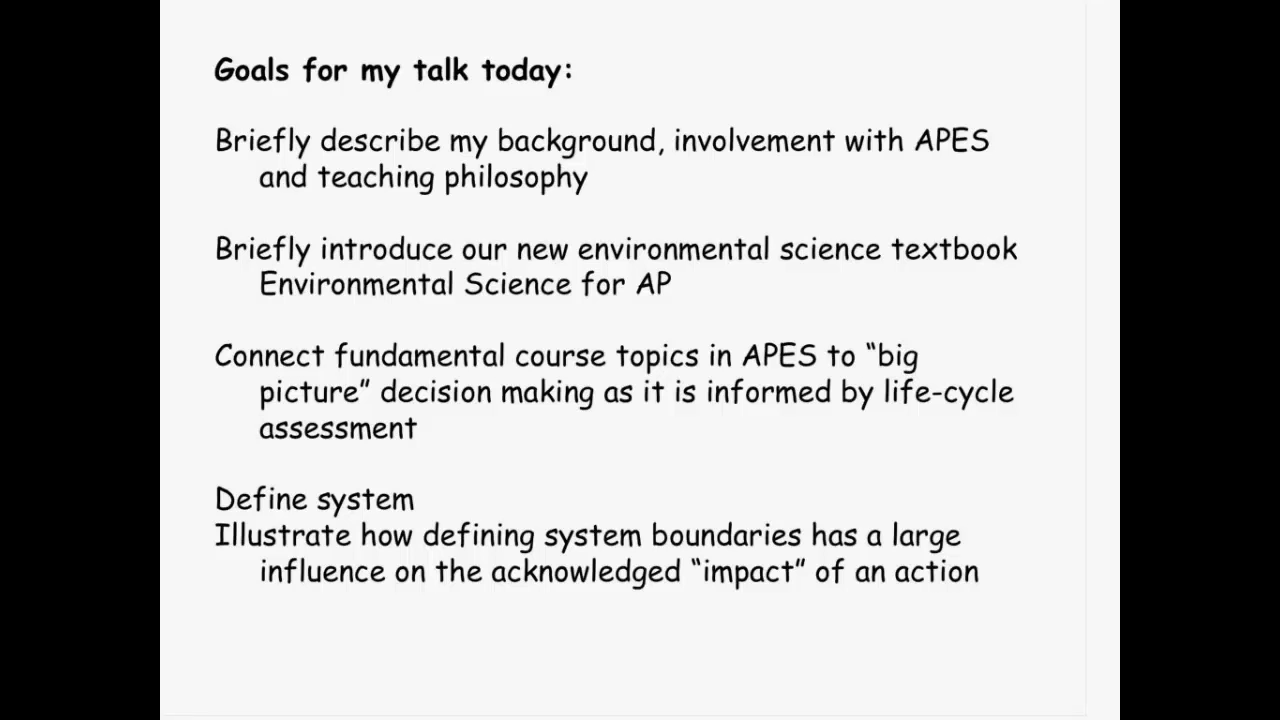 Goals for my talk today:
Briefly describe my background, involvement with APES
and teaching philosophy
Briefly introduce our new environmental science textbook
Environmental Science for AP
Connect fundamental course topics in APES to “big
picture” decision making as it is informed by life-cycle
assessment
Define system
Illustrate how defining system boundaries has a large
influence on the acknowledged “impact” of an action